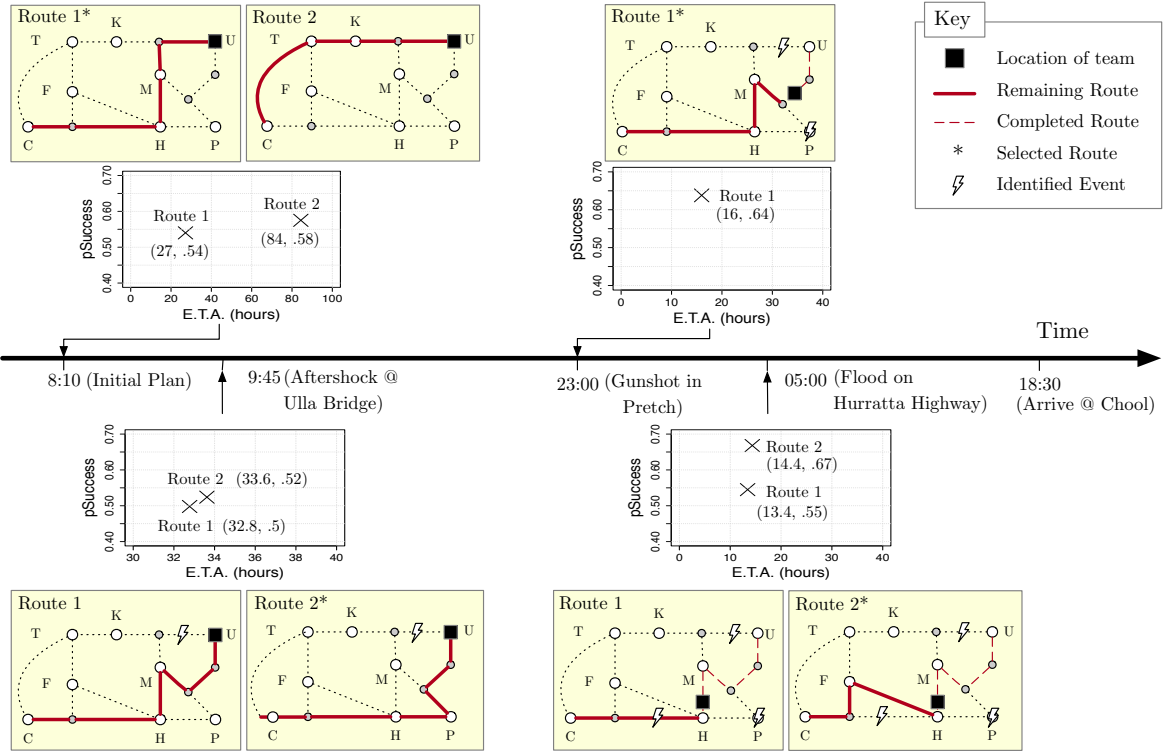 Route 1*
K
T
U
F
M
C
H
P
Route 2
K
T
U
F
M
C
H
P
Route 1*
K
T
U
F
M
C
H
P
Key
Location of team
Remaining Route
Completed Route
* Selected Route
Identified Event
pSuccess
0.70
0.60
0.50
0.40
Route 1
(27, .54)
Route 2
(84, .58)
0 20 40 60 80 100
E.T.A. (hours)
pSuccess
0.70
0.60
0.50
0.40
Route 1
(16, .64)
0 10 20 30 40
E.T.A. (hours)
Time
8:10 (Initial Plan)
9:45 (Aftershock @
Ulla Bridge)
23:00 (Gunshot in
Pretch)
05:00 (Flood on
Hurratta Highway)
18:30
(Arrive @ Chool)
pSuccess
0.70
0.60
0.50
0.40
Route 2 (33.6, .52)
Route 1 (32.8, .5)
30 32 34 36 38 40
E.T.A. (hours)
pSuccess
0.70
0.60
0.50
0.40
Route 2
(14.4, .67)
Route 1
(13.4, .55)
0 10 20 30 40
E.T.A. (hours)
Route 1
K
T
U
F
M
C
H
P
Route 2*
K
T
U
F
M
C
H
P
Route 1
K
T
U
F
M
C
H
P
Route 2*
K
T
U
F
M
C
H
P